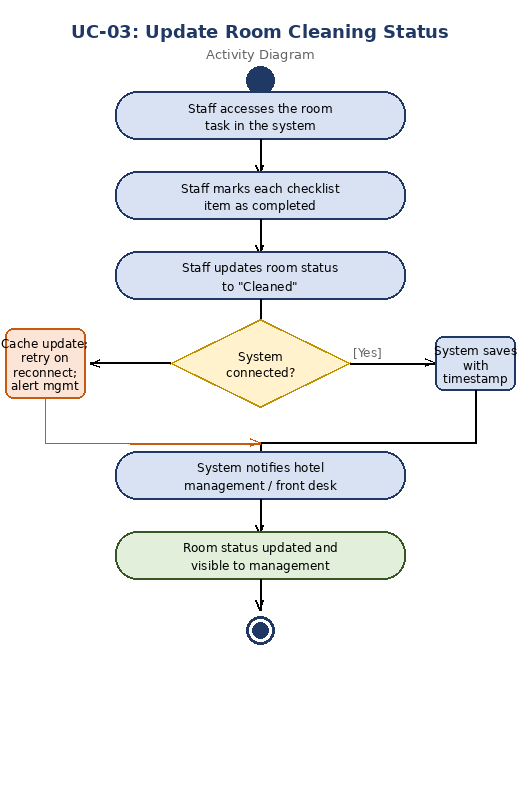 UC-03: Update Room Cleaning Status
Activity Diagram
Staff accesses the room
task in the system
Staff marks each checklist
item as completed
Staff updates room status
to "Cleaned"
System
connected?
[Yes]
Cache update;
retry on
reconnect;
alert mgmt
System saves
with
timestamp
System notifies hotel
management / front desk
Room status updated and
visible to management